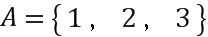 A = { 1 , 2 , 3 }